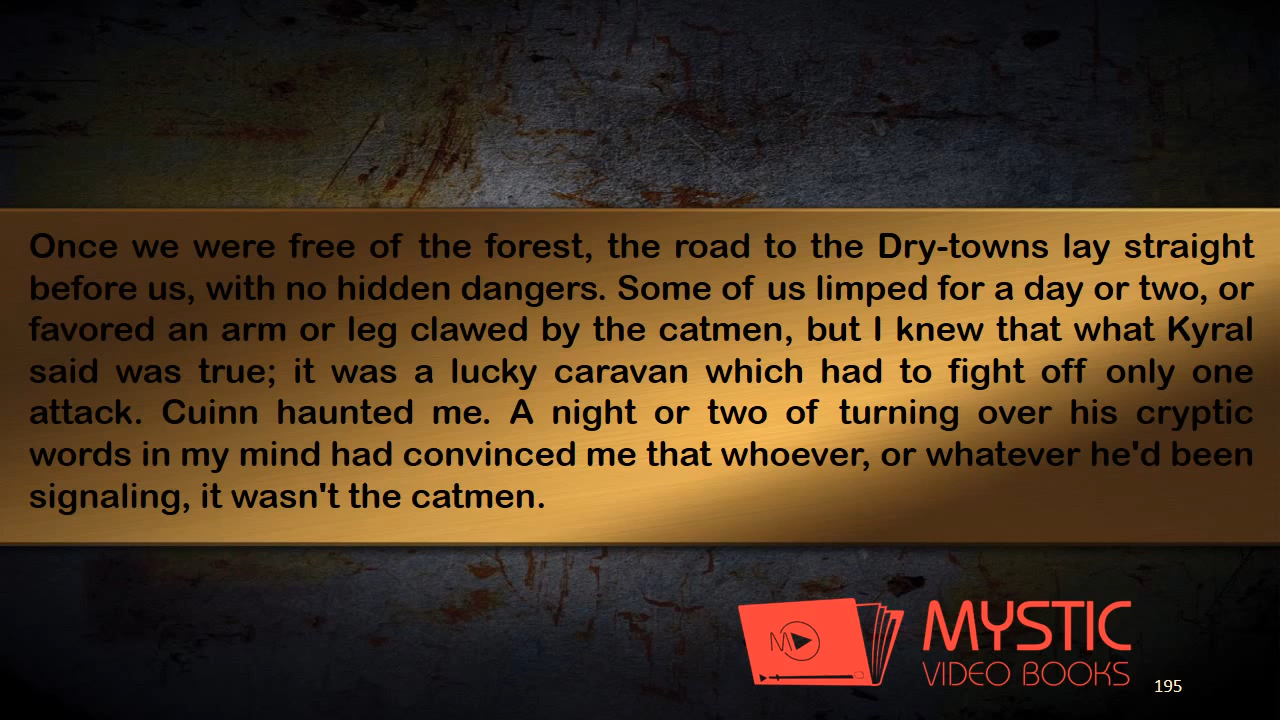 Once we were free of the forest, the road to the Dry-towns lay straight
before us, with no hidden dangers. Some of us limped for a day or two, or
favored an arm or leg clawed by the catmen, but I knew that what Kyral
said was true; it was a lucky caravan which had to fight off only one
attack. Cuinn haunted me. A night or two of turning over his cryptic
words in my mind had convinced me that whoever, or whatever he'd been
signaling, it wasn't the catmen.
M
MYSTIC
VIDEO BOOKS
195